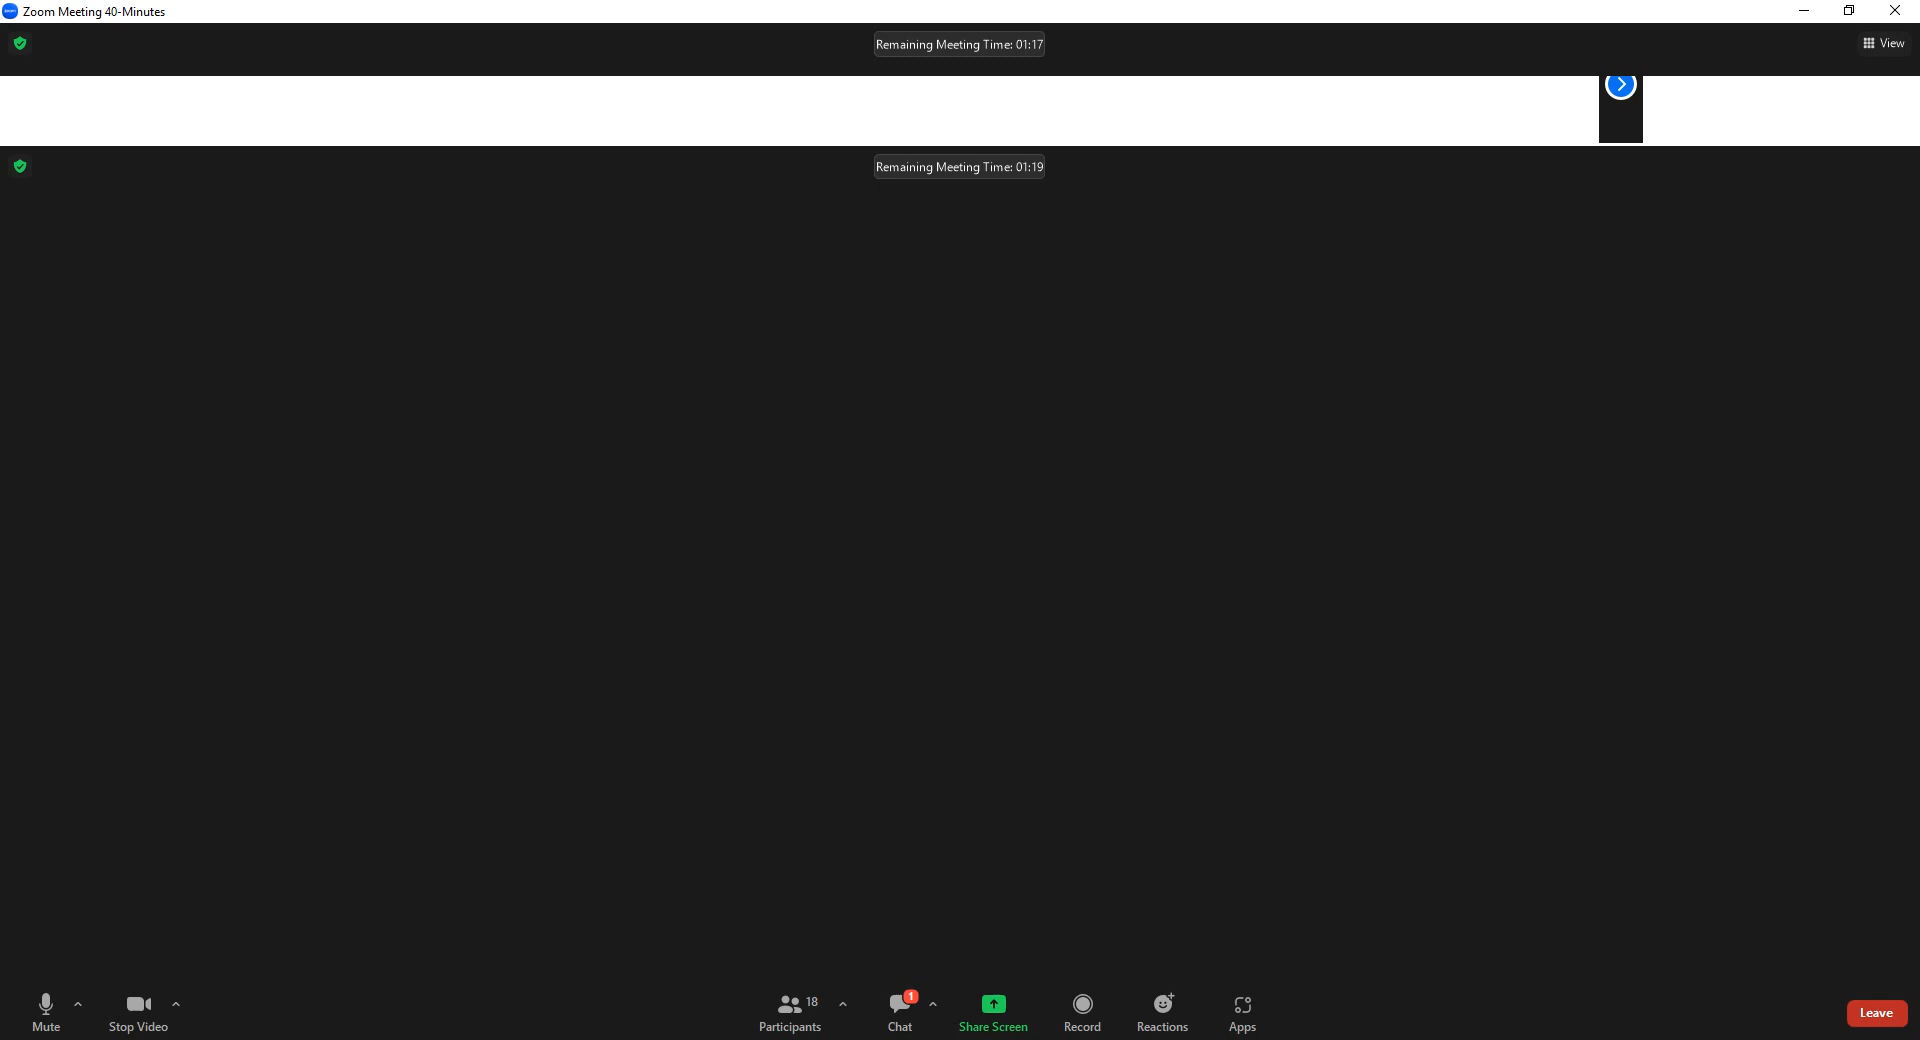 Zoom Meeting 40-Minutes
Remaining Meeting Time: 01:17
View
Remaining Meeting Time: 01:19
18
1
Mute
Stop Video
Participants
Chat
Share Screen
Record
Reactions
Apps
Leave